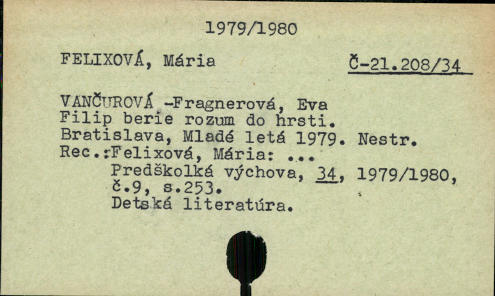 1979/1980
FELIXOVÁ, Mária Č-21.208/34
VANČUROVÁ -Fragnerová, Eva
Filip berie rozum do hrsti.
Bratislava, Mladé letá 1979. Nestr.
Rec.:Felixová, Mária: ...
Predškolká výchova, 34, 1979/1980,
č.9, s.253.
Detská literatúra.